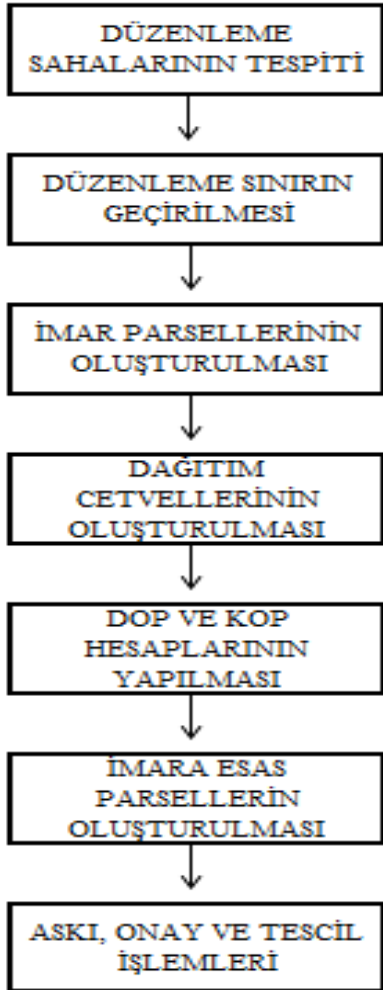 DÜZENLEME
SAHALARININ TESPİTİ
DÜZENLEME SINIRIN
GEÇİRİLMESİ
İMAR PARSELLERİNİN
OLUŞTURULMASI
DAĞITIM
CETVELLERİNİN
OLUŞTURULMASI
DOP VE KOP
HESAPLARININ
YAPILMASI
İMARA ESAS
PARSELLERİN
OLUŞTURULMASI
ASKI, ONAY VE TESCİL
İŞLEMLERİ